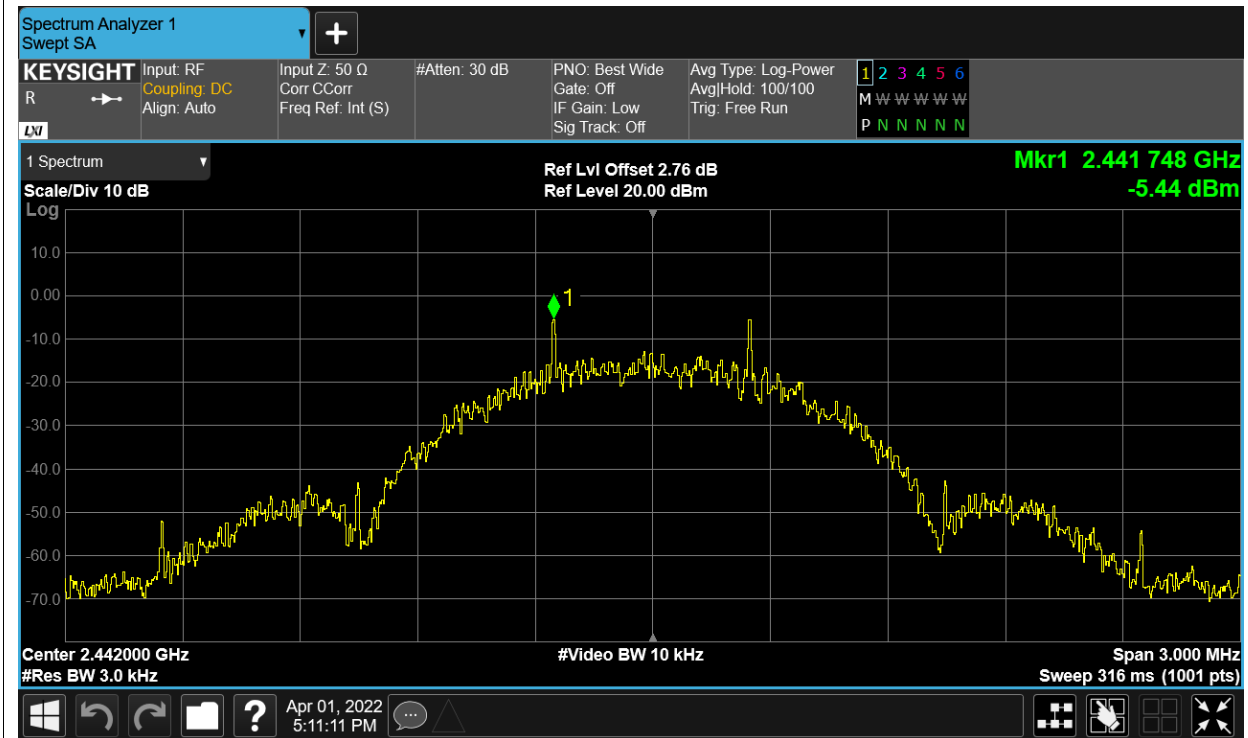 Spectrum Analyzer 1
Swept SA
KEYSIGHT
R
LXI
Input: RF
Coupling: DC
Align: Auto
Input Z: 50 Ω
Corr CCorr
Freq Ref: Int (S)
#Atten: 30 dB
PNO: Best Wide
Gate: Off
IF Gain: Low
Sig Track: Off
Avg Type: Log-Power
Avg|Hold: 100/100
Trig: Free Run
1 2 3 4 5 6
M W W W W W
P N N N N N
1 Spectrum
Scale/Div 10 dB
Ref Lvl Offset 2.76 dB
Ref Level 20.00 dBm
Mkr1 2.441 748 GHz
-5.44 dBm
Log
10.0
0.00
-10.0
-20.0
-30.0
-40.0
-50.0
-60.0
-70.0
1
Center 2.442000 GHz
#Res BW 3.0 kHz
#Video BW 10 kHz
Span 3.000 MHz
Sweep 316 ms (1001 pts)
?
Apr 01, 2022
5:11:11 PM